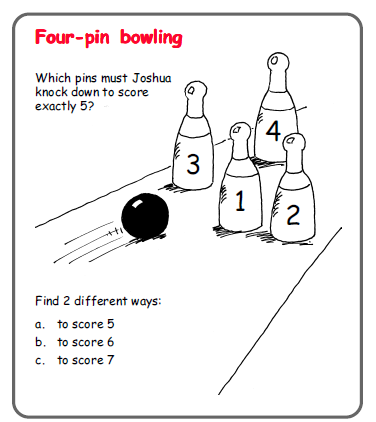 Four-pin bowling
Which pins must Joshua
knock down to score
exactly 5?
4
3
1
2
Find 2 different ways:
a. to score 5
b. to score 6
c. to score 7